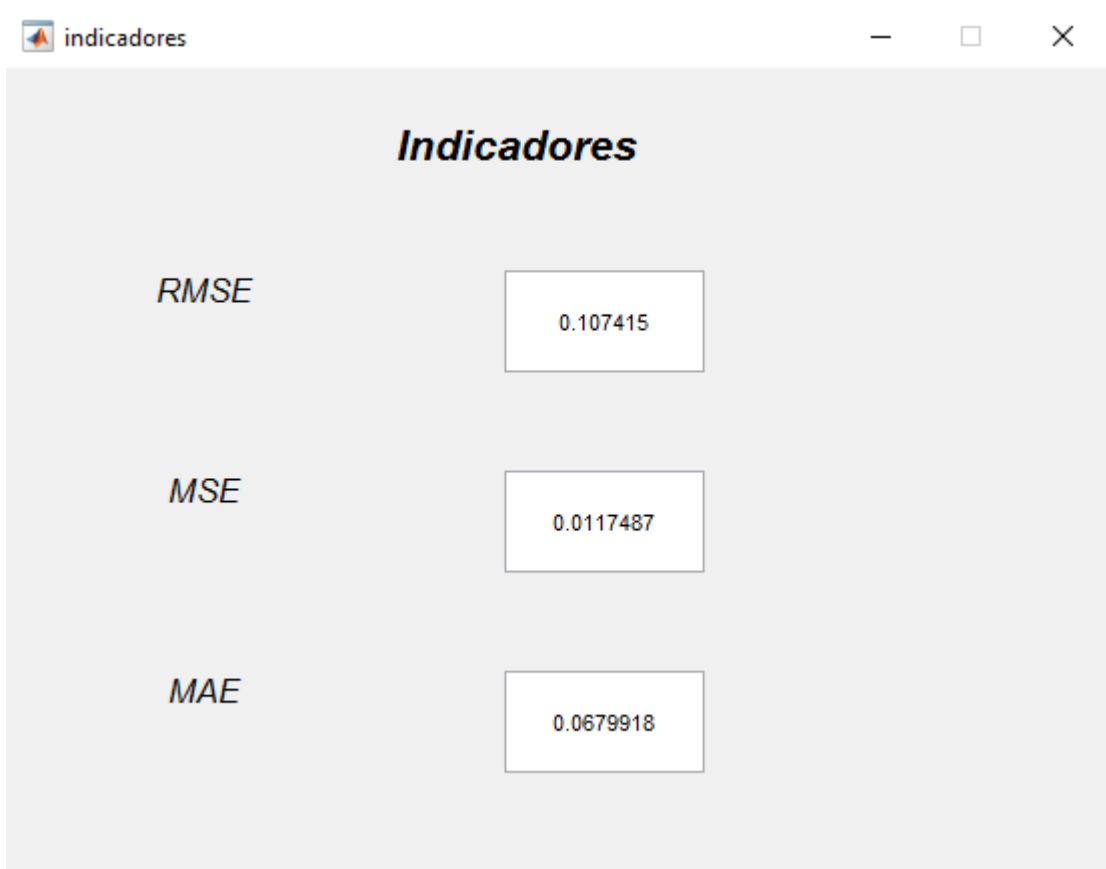 indicadores
Indicadores
RMSE
0.107415
MSE
0.0117487
MAE
0.0679918